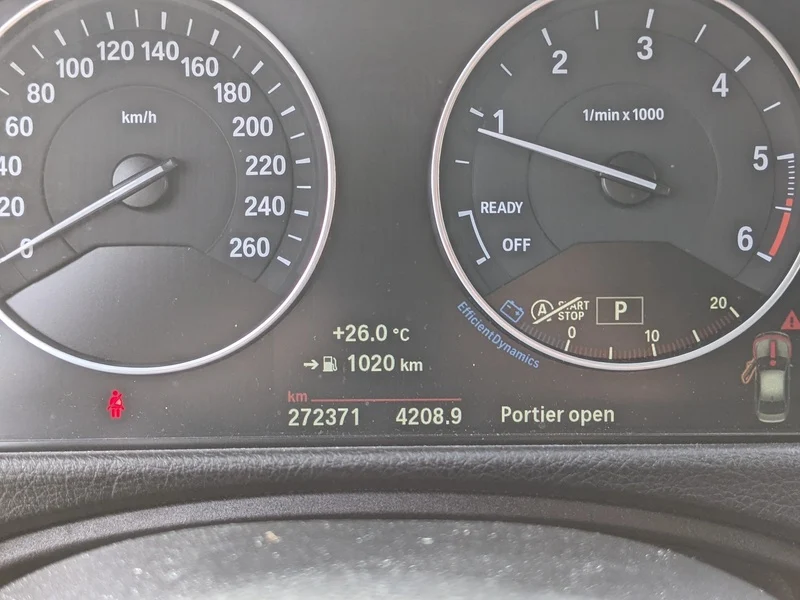 0
20
40
60
80
100
120
140
160
180
200
220
240
260
km/h
1
2
3
4
5
6
1/min x 1000
READY
OFF
A START
STOP
P
0
10
20
EfficientDynamics
+26.0 °C
→ 1020 km
km
272371 4208.9
Portier open